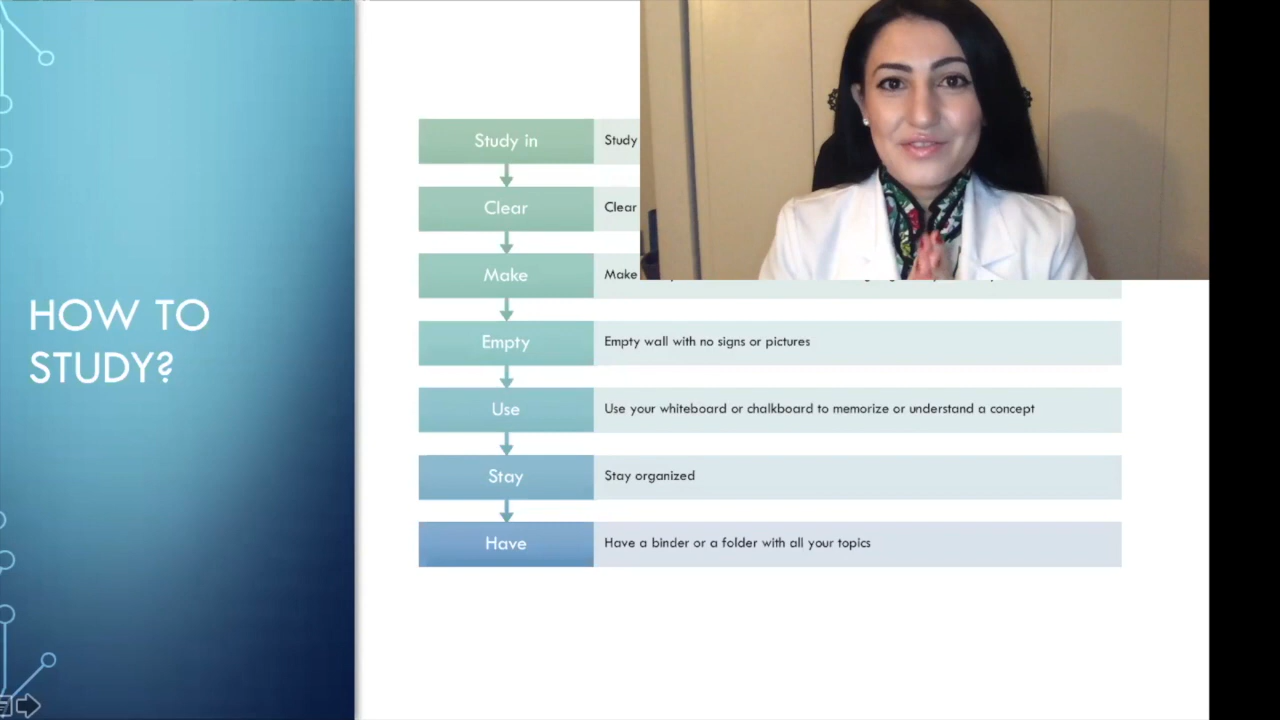 HOW TO
STUDY?
Study in
Study
Clear
Clear
Make
Make
Empty
Empty wall with no signs or pictures
Use
Use your whiteboard or chalkboard to memorize or understand a concept
Stay
Stay organized
Have
Have a binder or a folder with all your topics